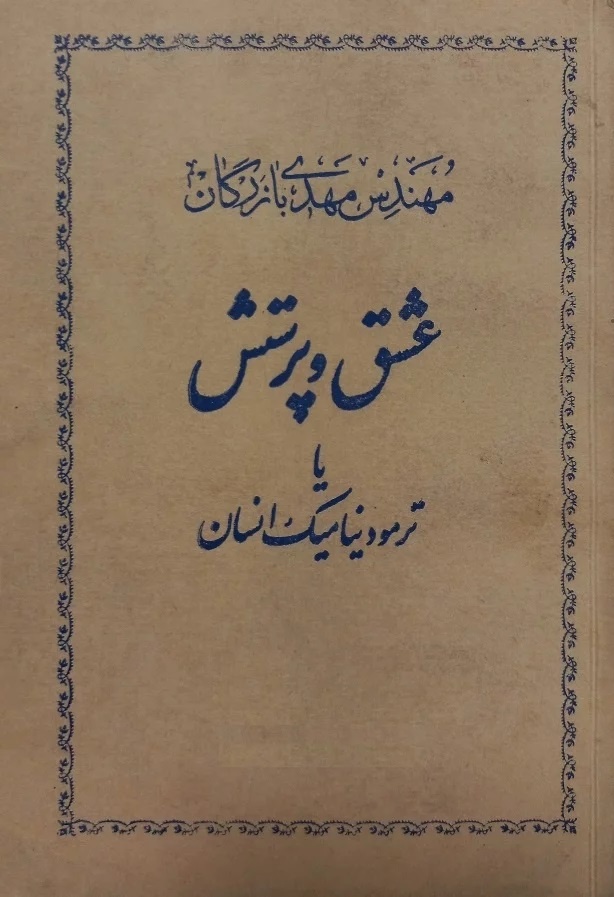 مهندس مهدی بازرگان
عشق و پرستش
یا
ترمودینامیک انسان